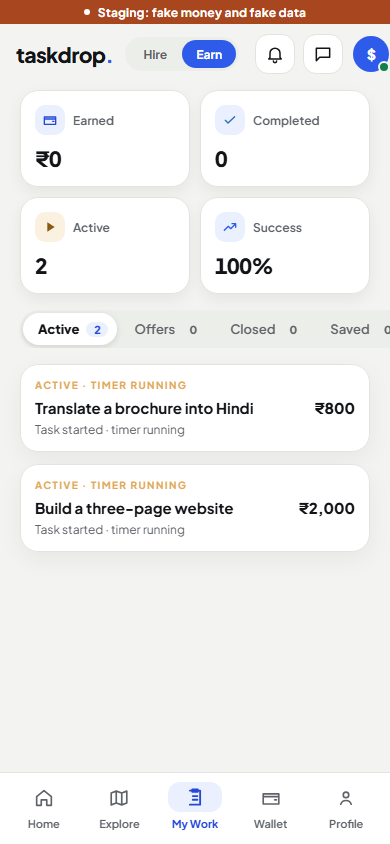 Staging: fake money and fake data
taskdrop.
Hire
Earn
$
Earned
₹0
Completed
0
Active
2
Success
100%
Active 2
Offers 0
Closed 0
Saved
ACTIVE · TIMER RUNNING
Translate a brochure into Hindi ₹800
Task started · timer running
ACTIVE · TIMER RUNNING
Build a three-page website ₹2,000
Task started · timer running
Home
Explore
My Work
Wallet
Profile